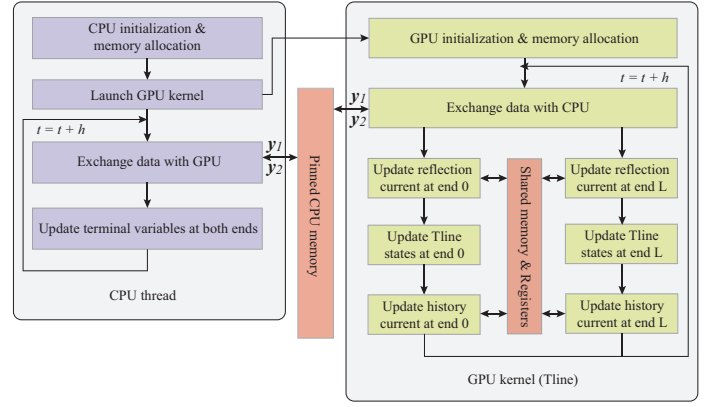 CPU initialization &
memory allocation
Launch GPU kernel
t = t + h
Exchange data with GPU
Update terminal variables at both ends
CPU thread
y1
y2
Pinned CPU memory
y1
y2
GPU initialization & memory allocation
t = t + h
Exchange data with CPU
Update reflection
current at end 0
Update Tline
states at end 0
Update history
current at end 0
Shared memory & Registers
Update reflection
current at end L
Update Tline
states at end L
Update history
current at end L
GPU kernel (Tline)